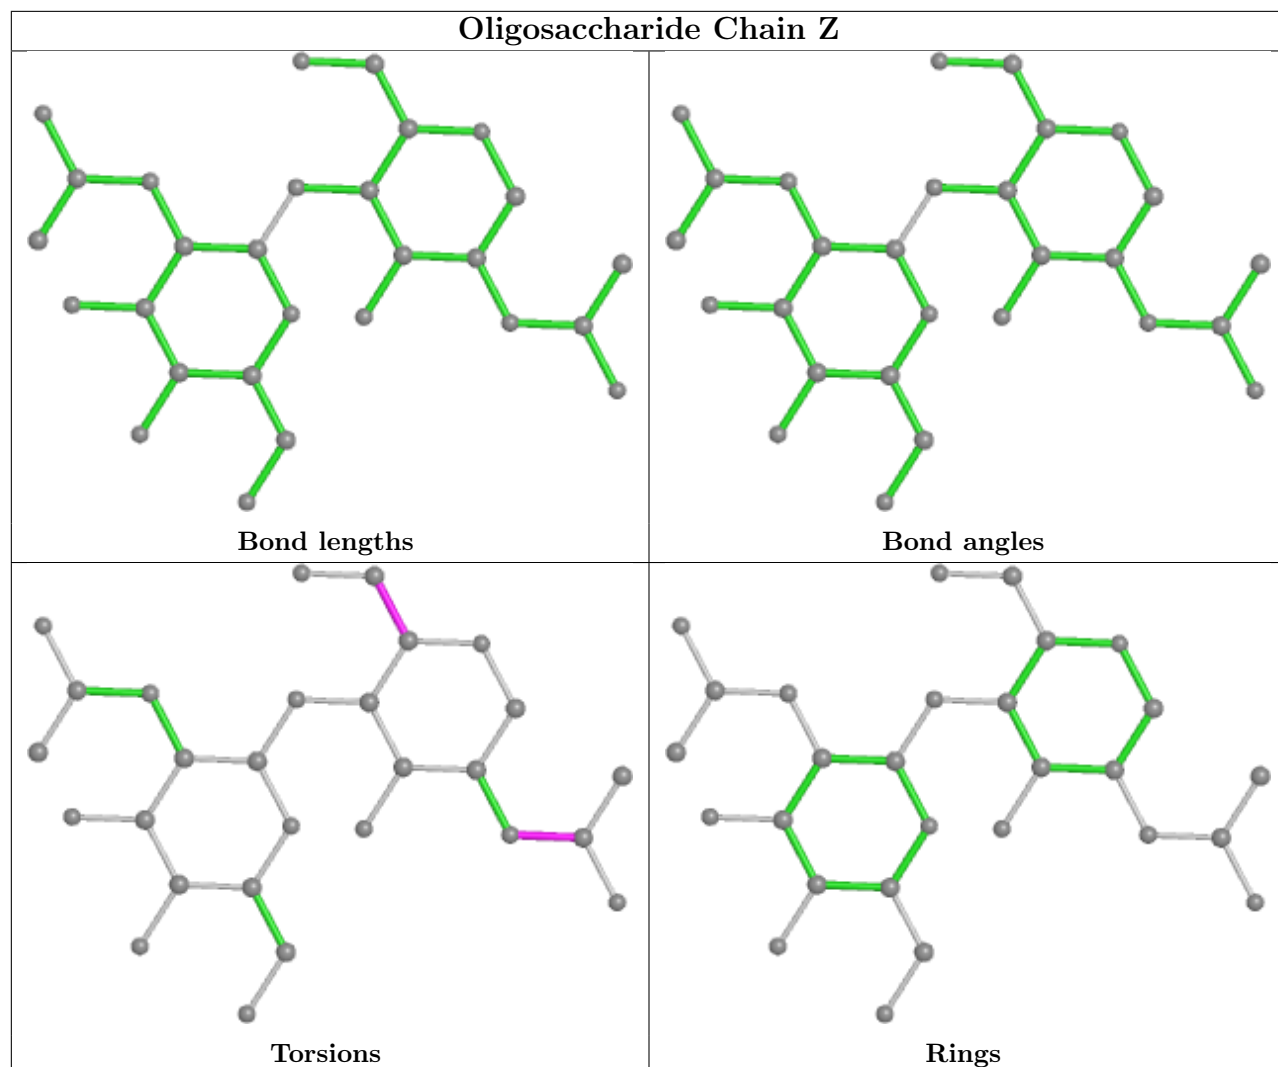 Oligosaccharide Chain Z
Bond lengths
Bond angles
Torsions
Rings